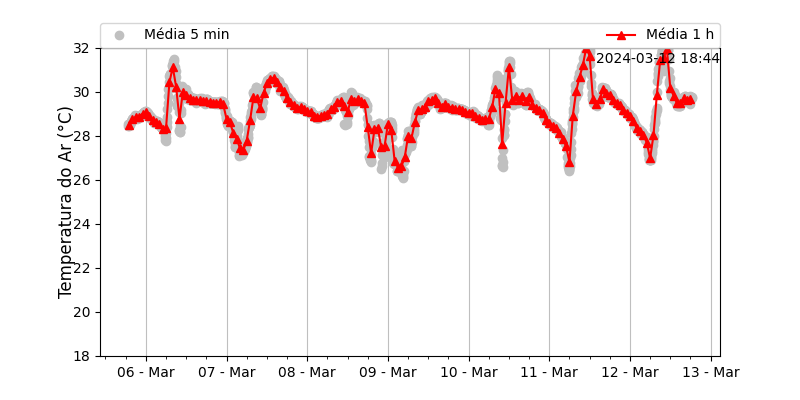 Média 5 min
Média 1 h
2024-03-12 18:44
Temperatura do Ar (°C)
32
30
28
26
24
22
20
18
06 - Mar
07 - Mar
08 - Mar
09 - Mar
10 - Mar
11 - Mar
12 - Mar
13 - Mar